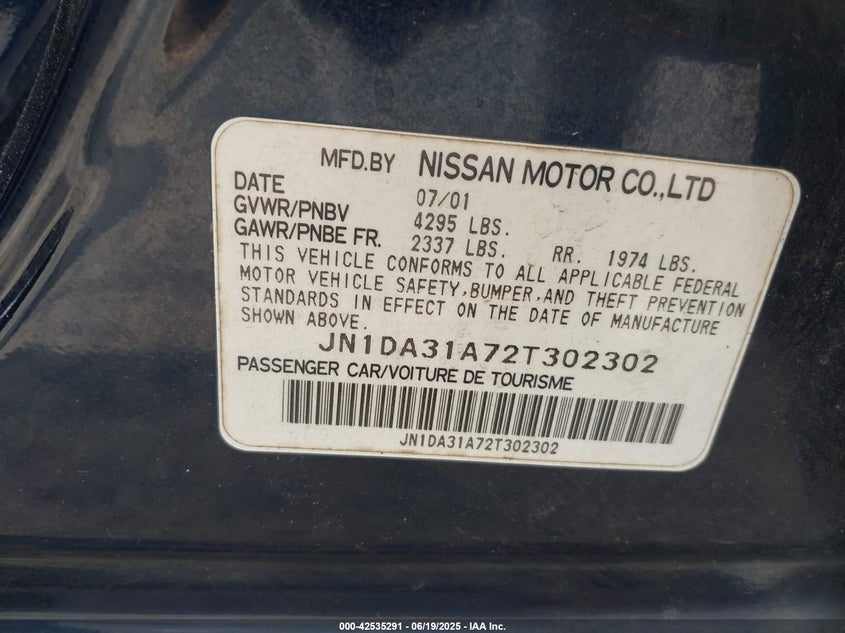 MFD.BY NISSAN MOTOR CO.,LTD
DATE 07/01
GVWR/PNBV 4295 LBS.
GAWR/PNBE FR. 2337 LBS. RR. 1974 LBS.
THIS VEHICLE CONFORMS TO ALL APPLICABLE FEDERAL
MOTOR VEHICLE SAFETY,BUMPER,AND THEFT PREVENTION
STANDARDS IN EFFECT ON THE DATE OF MANUFACTURE
SHOWN ABOVE.
JN1DA31A72T302302
PASSENGER CAR/VOITURE DE TOURISME
JN1DA31A72T302302
000-42535291 - 06/19/2025 - IAA Inc.